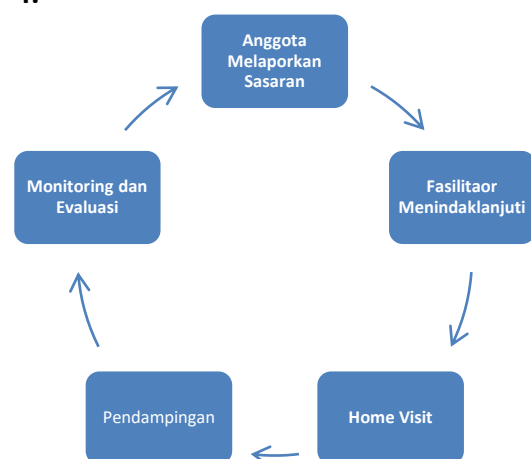 Anggota
Melaporkan
Sasaran
Fasilitaor
Menindaklanjuti
Home Visit
Pendampingan
Monitoring dan
Evaluasi